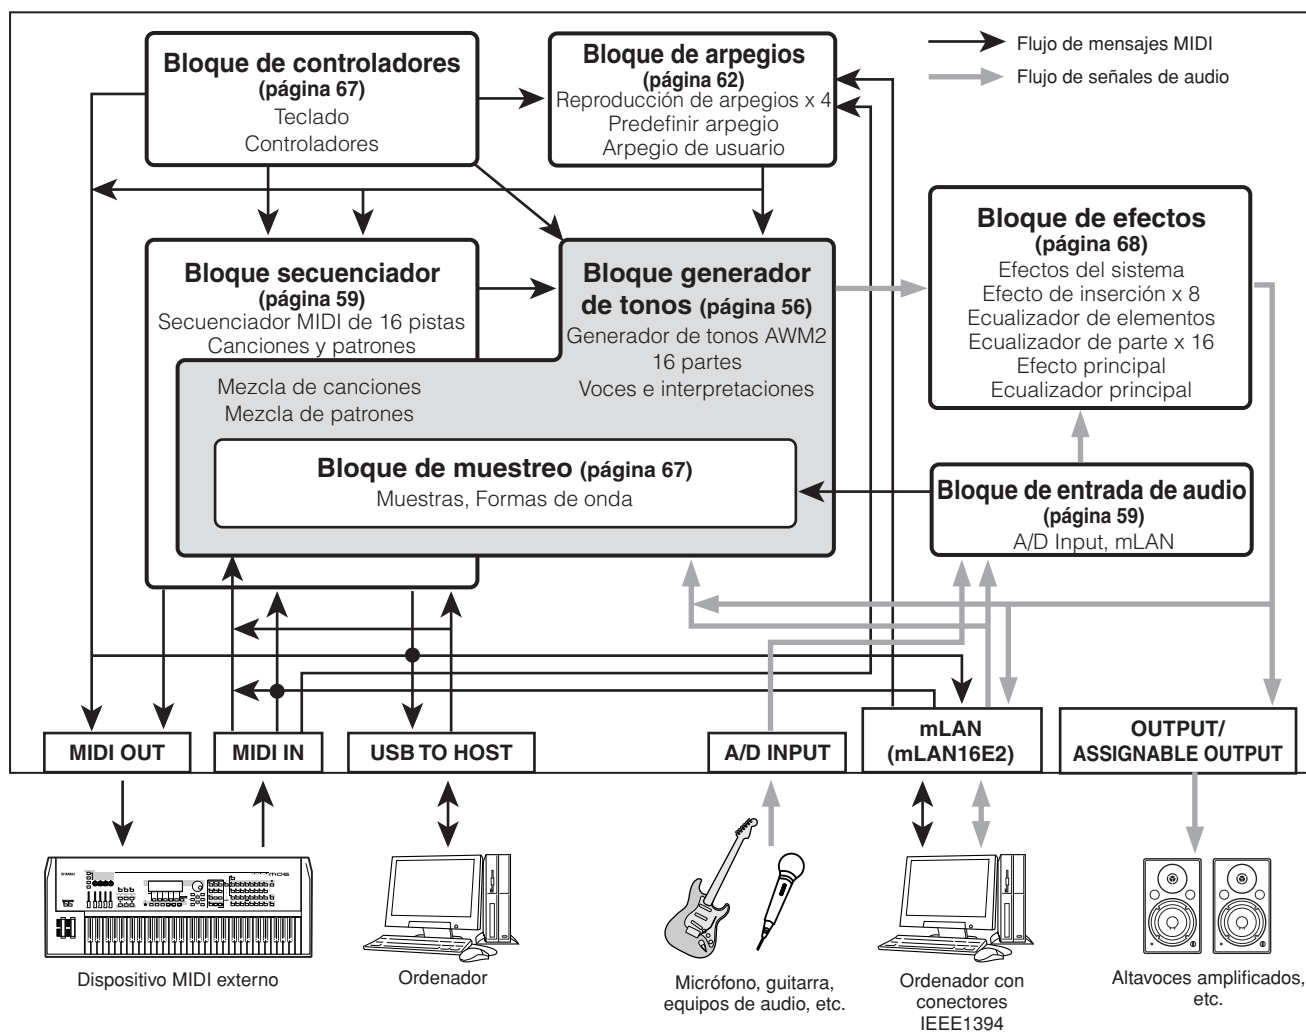 Bloque de controladores
(página 67)
Teclado
Controladores
Bloque de arpegios
(página 62)
Reproducción de arpegios x 4
Predefinir arpegio
Arpegio de usuario
Flujo de mensajes MIDI
Flujo de señales de audio
Bloque secuenciador
(página 59)
Secuenciador MIDI de 16 pistas
Canciones y patrones
Bloque generador
de tonos (página 56)
Generador de tonos AWM2
16 partes
Voces e interpretaciones
Mezcla de canciones
Mezcla de patrones
Bloque de muestreo (página 67)
Muestras, Formas de onda
Bloque de efectos
(página 68)
Efectos del sistema
Efecto de inserción x 8
Ecualizador de elementos
Ecualizador de parte x 16
Efecto principal
Ecualizador principal
Bloque de entrada de audio
(página 59)
A/D Input, mLAN
MIDI OUT
MIDI IN
USB TO HOST
A/D INPUT
mLAN
(mLAN16E2)
OUTPUT/
ASSIGNABLE OUTPUT
Dispositivo MIDI externo
Ordenador
Micrófono, guitarra,
equipos de audio, etc.
Ordenador con
conectores
IEEE1394
Altavoces amplificados,
etc.